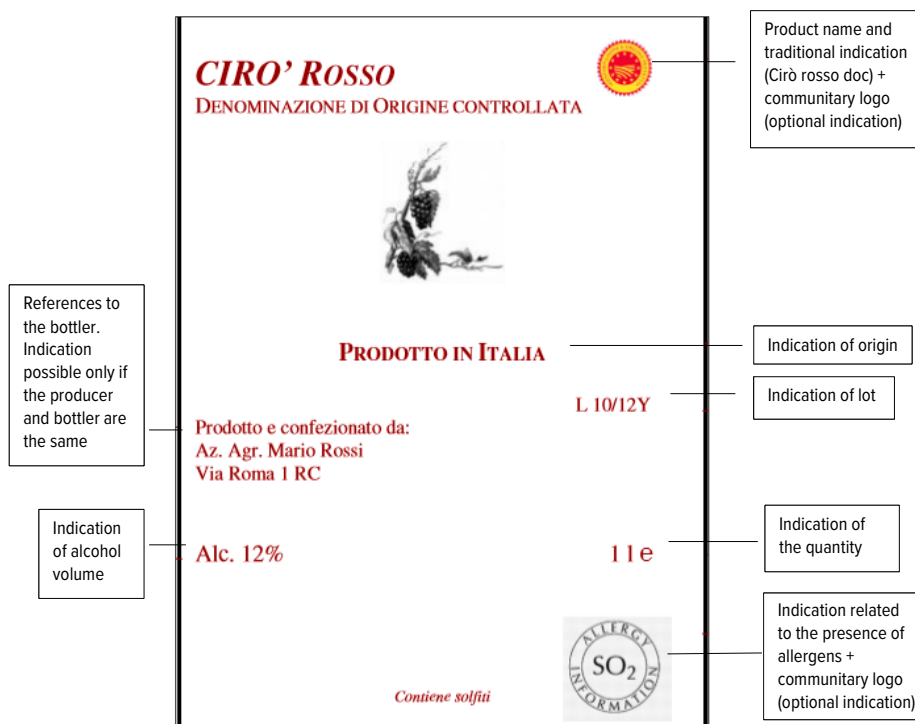 CIRO’ ROSSO
DENOMINAZIONE DI ORIGINE CONTROLLATA
Product name and
traditional indication
(Cirò rosso doc) +
communitary logo
(optional indication)
References to
the bottler.
Indication
possible only if
the producer
and bottler are
the same
PRODOTTO IN ITALIA
Indication of origin
L 10/12Y
Indication of lot
Prodotto e confezionato da:
Az. Agr. Mario Rossi
Via Roma 1 RC
Indication
of alcohol
volume
Alc. 12%
1 l e
Indication of
the quantity
ALLERGY
SO2
INFORMATION
Indication related
to the presence of
allergens +
communitary logo
(optional indication)
Contiene solfiti